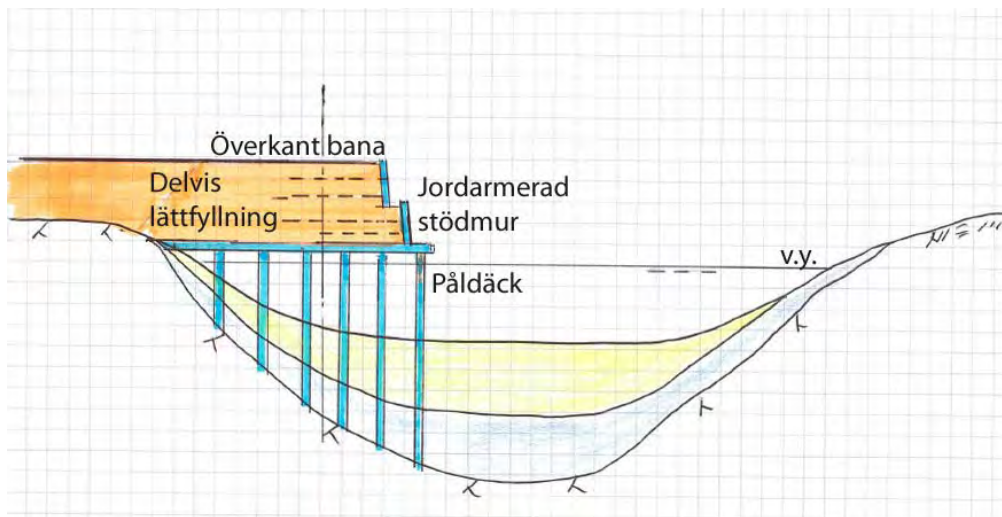 Överkant bana
Delvis
lättfyllning
Jordarmerad
stödmur
v.y.
Påldäck